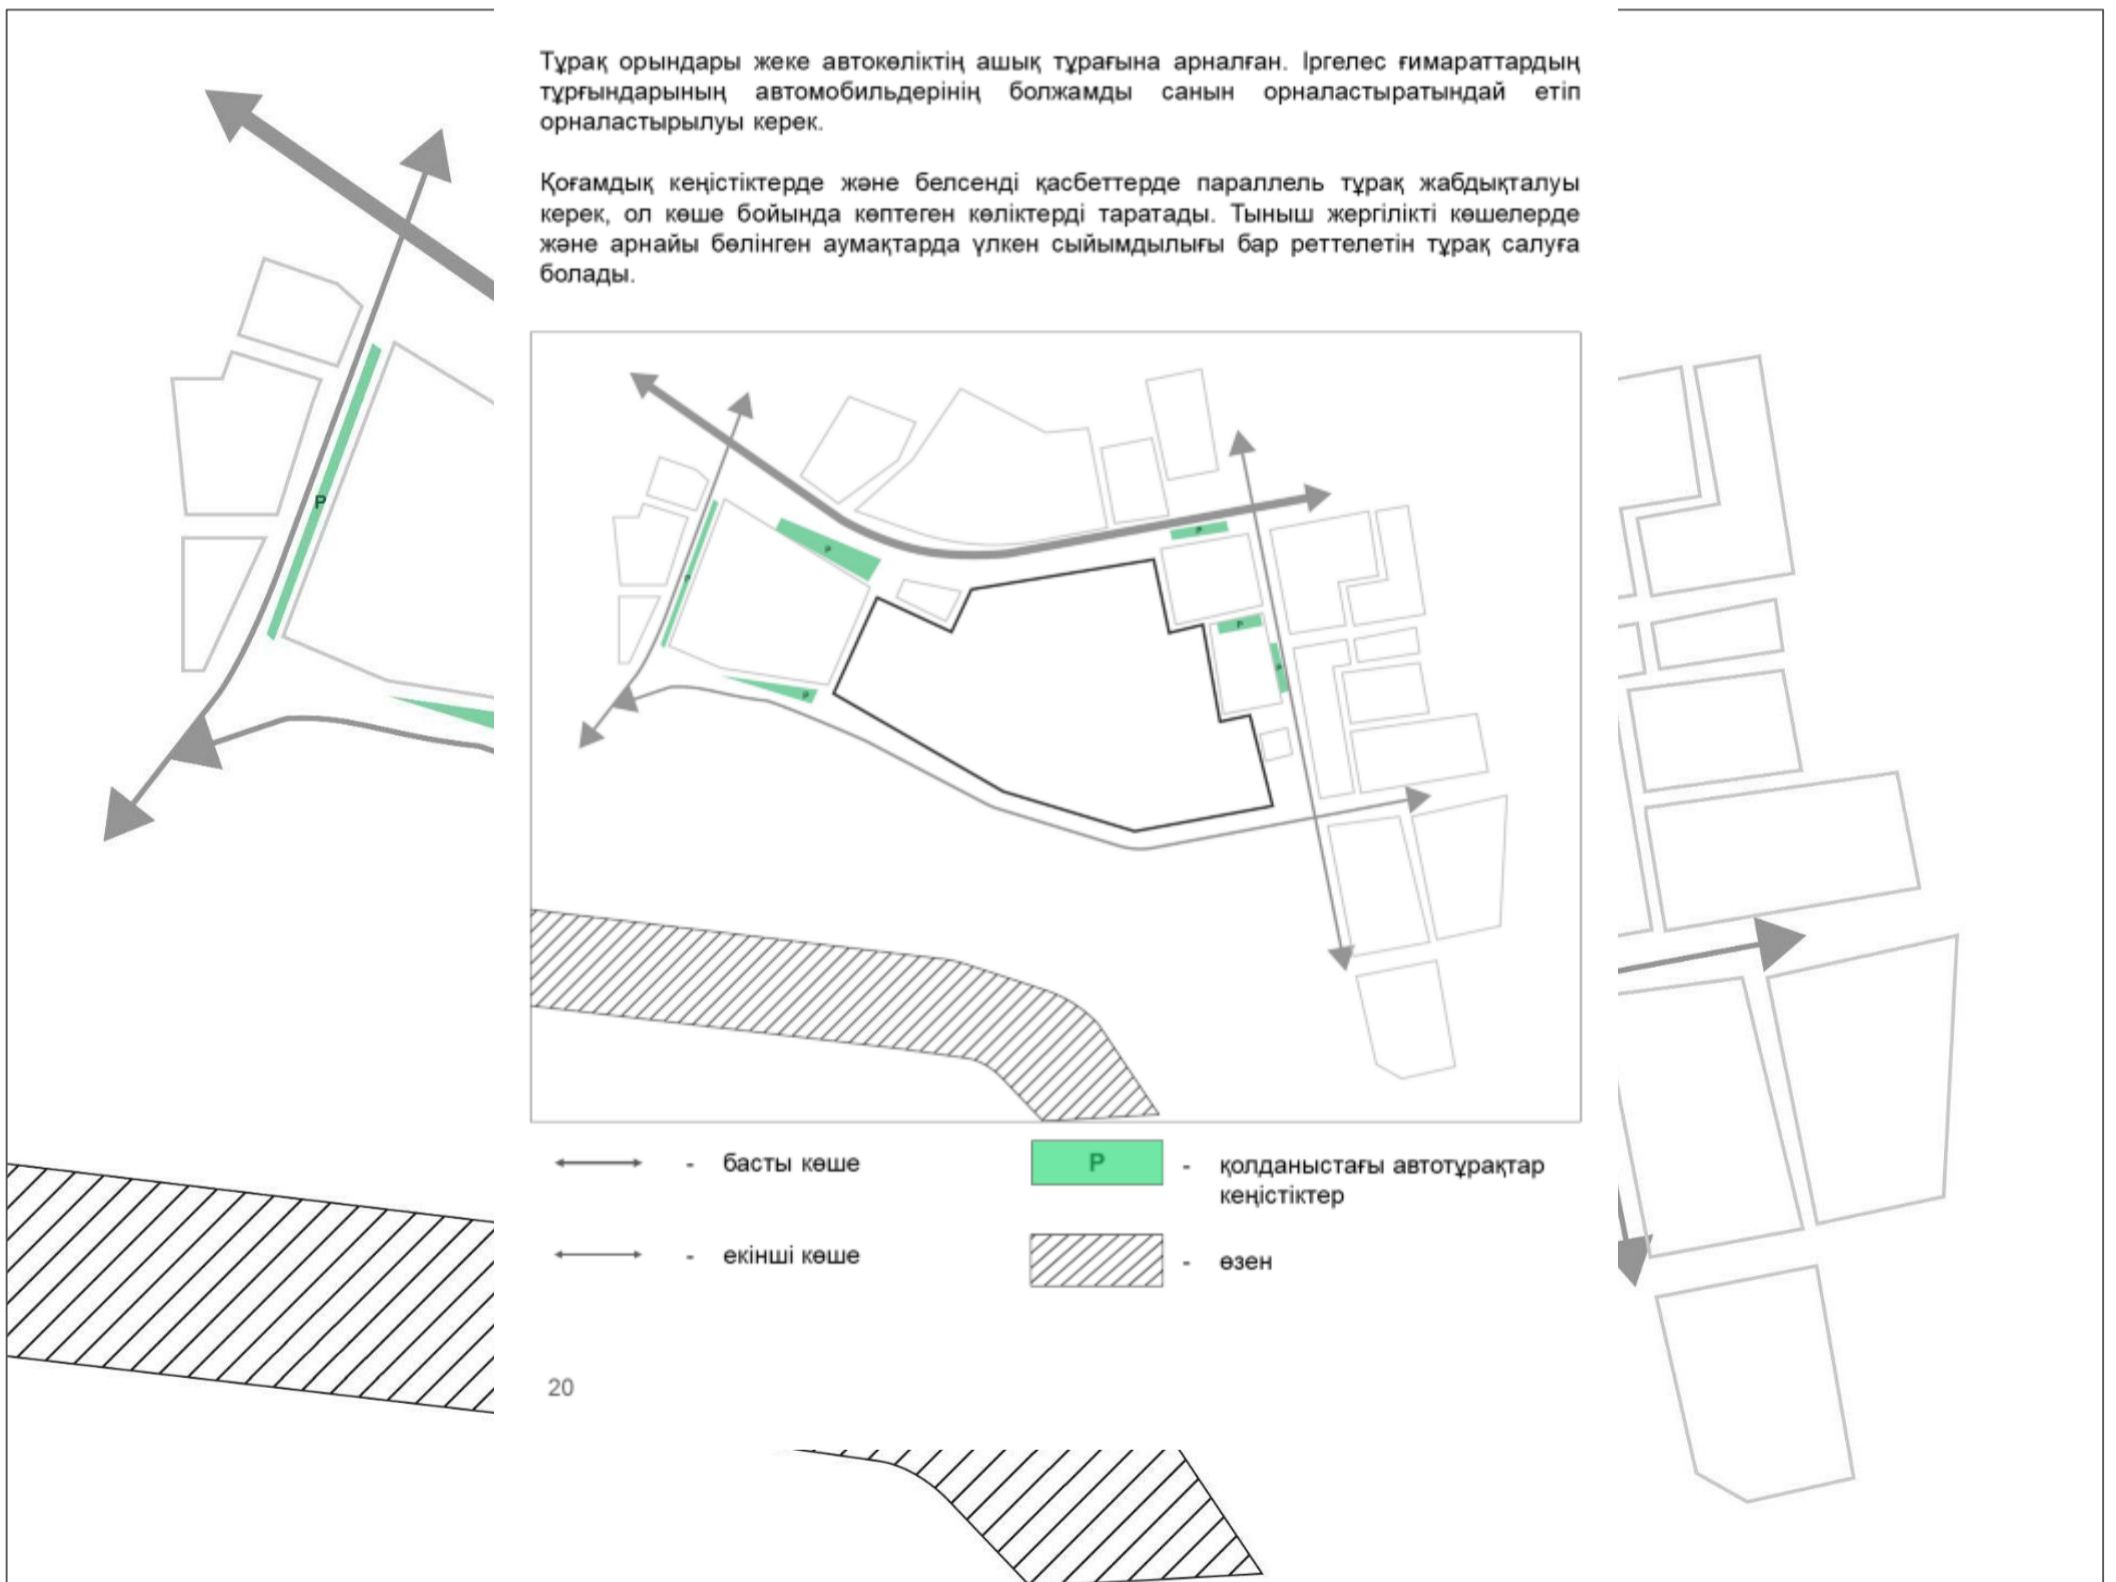 Тұрақ орындары жеке автокөліктің ашық тұрағына арналған. Іргелес ғимараттардың
тұрғындарының автомобильдерінің болжамды санын орналастыратындай етіп
орналастырылуы керек.
Қоғамдық кеңістіктерде және белсенді қасбеттерде параллель тұрақ жабдықталуы
керек, ол көше бойында көптеген көліктерді таратады. Тыныш жергілікті көшелерде
және арнайы бөлінген аумақтарда үлкен сыйымдылығы бар реттелетін тұрақ салуға
болады.
P
P
P
P
P
P
P
- басты көше
P - қолданыстағы автотұрақтар
кеңістіктер
- екінші көше
- өзен
20